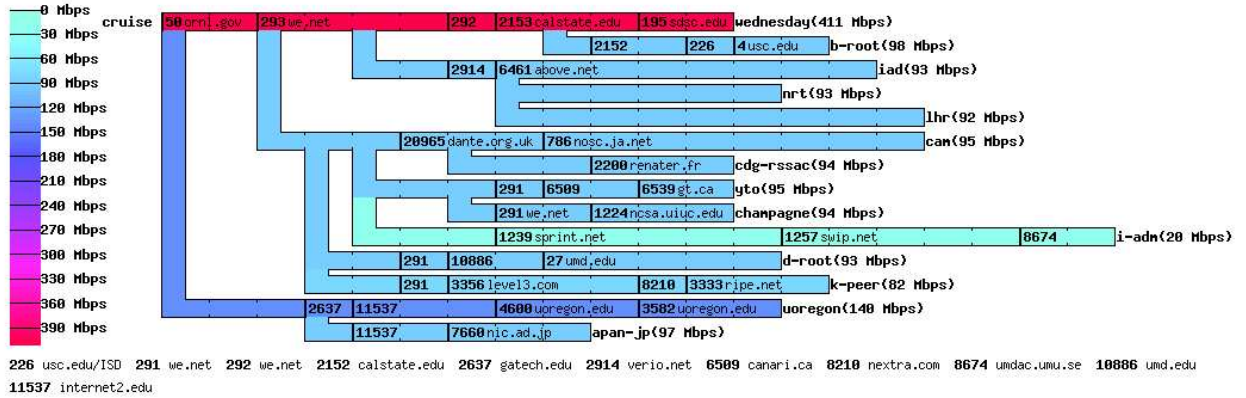 0 Mbps
30 Mbps
60 Mbps
90 Mbps
120 Mbps
150 Mbps
180 Mbps
210 Mbps
240 Mbps
270 Mbps
300 Mbps
330 Mbps
360 Mbps
390 Mbps
cruise 50 ornl.gov 293 we.net 292 2153 calstate.edu 195 sdsc.edu wednesday(411 Mbps)
2152 226 4 usc.edu b-root(98 Mbps)
2914 6461 above.net iad(93 Mbps)
nrt(93 Mbps)
lhr(92 Mbps)
20965 dante.org.uk 786 nosc.ja.net cam(95 Mbps)
2200 renater.fr cdg-rssac(94 Mbps)
291 6509 6539 gt.ca yto(95 Mbps)
291 we.net 1224 ncsa.uiuc.edu champagne(94 Mbps)
1239 sprint.net 1257 swip.net 8674 i-adm(20 Mbps)
291 10886 27 umd.edu d-root(93 Mbps)
291 3356 level3.com 8210 3333 ripe.net k-peer(82 Mbps)
2637 11537 4600 uoregon.edu 3582 uoregon.edu uoregon(140 Mbps)
11537 7660 nic.ad.jp apan-jp(97 Mbps)
226 usc.edu/ISD 291 we.net 292 we.net 2152 calstate.edu 2637 gatech.edu 2914 verio.net 6509 canari.ca 8210 nextra.com 8674 umdac.umu.se 10886 umd.edu
11537 internet2.edu